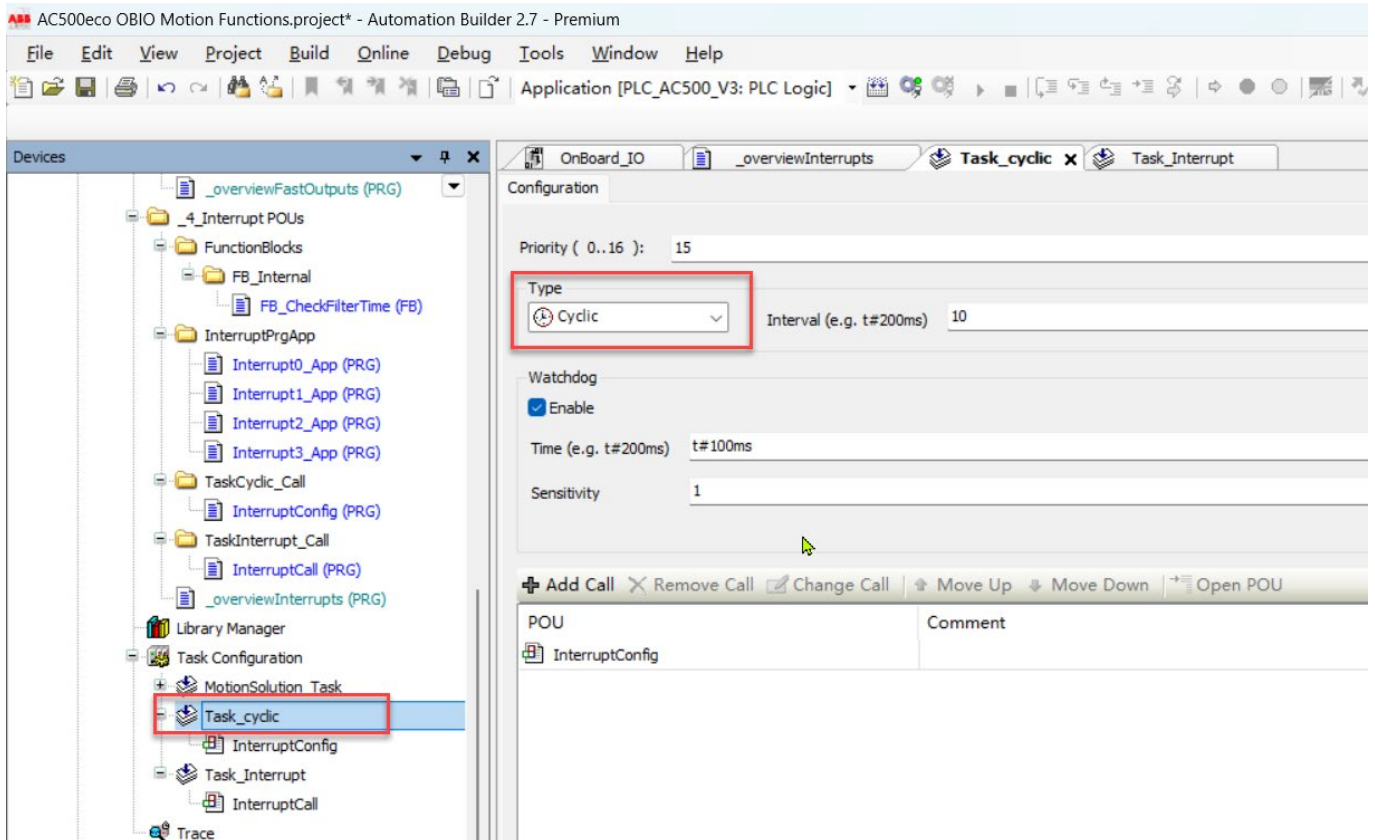 ABB AC500eco OBIO Motion Functions.project* - Automation Builder 2.7 - Premium
File Edit View Project Build Online Debug Tools Window Help
Application [PLC_AC500_V3: PLC Logic]
Devices
_overviewFastOutputs (PRG)
_4_Interrupt POUs
FunctionBlocks
FB_Internal
FB_CheckFilterTime (FB)
InterruptPrgApp
Interrupt0_App (PRG)
Interrupt1_App (PRG)
Interrupt2_App (PRG)
Interrupt3_App (PRG)
TaskCyclic_Call
InterruptConfig (PRG)
TaskInterrupt_Call
InterruptCall (PRG)
_overviewInterrupts (PRG)
Library Manager
Task Configuration
MotionSolution_Task
Task_cyclic
InterruptConfig
Task_Interrupt
InterruptCall
Trace
OnBoard_IO _overviewInterrupts Task_cyclic Task_Interrupt
Configuration
Priority ( 0..16 ): 15
Type
Cyclic Interval (e.g. t#200ms) 10
Watchdog
Enable
Time (e.g. t#200ms) t#100ms
Sensitivity 1
Add Call Remove Call Change Call Move Up Move Down Open POU
POU Comment
InterruptConfig